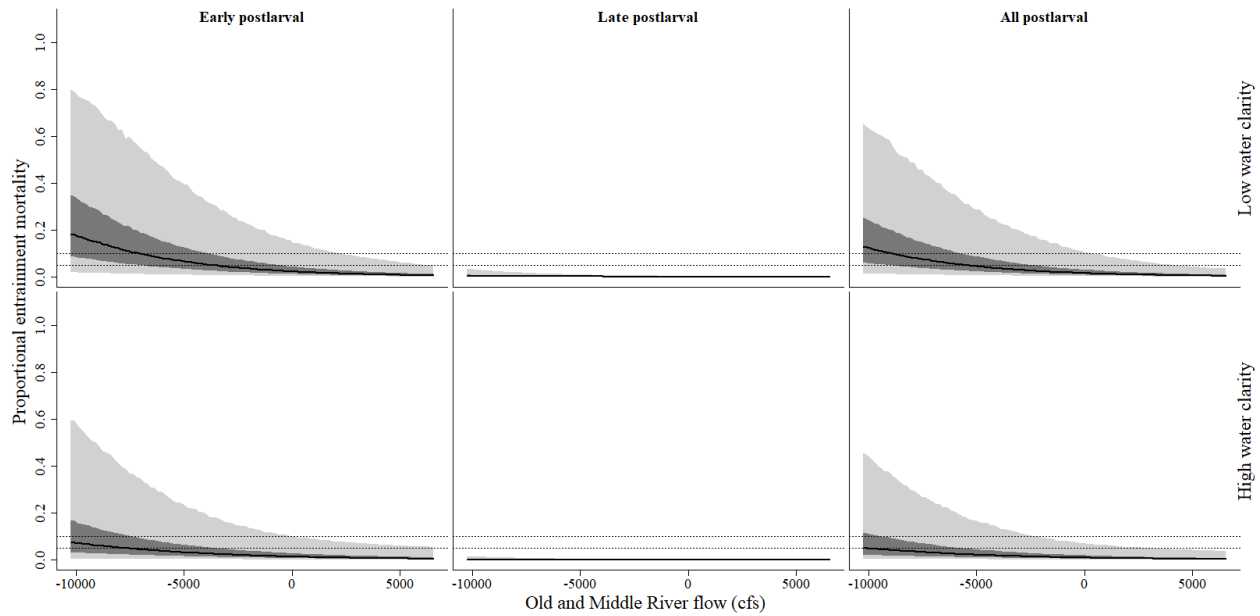 Early postlarval
Late postlarval
All postlarval
Proportional entrainment mortality
1.0
0.8
0.6
0.4
0.2
0.0
Low water clarity
1.0
0.8
0.6
0.4
0.2
0.0
High water clarity
-10000 -5000 0 5000
-10000 -5000 0 5000
-10000 -5000 0 5000
Old and Middle River flow (cfs)